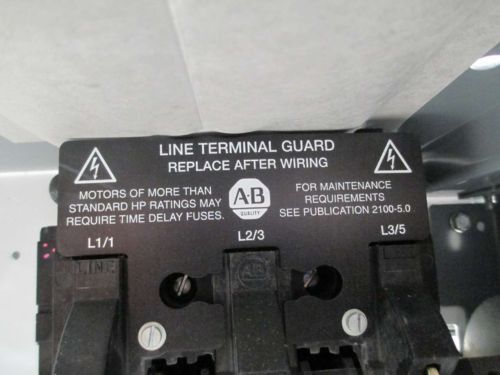 LINE TERMINAL GUARD
REPLACE AFTER WIRING
MOTORS OF MORE THAN
STANDARD HP RATINGS MAY
REQUIRE TIME DELAY FUSES.
A-B
QUALITY
FOR MAINTENANCE
REQUIREMENTS
SEE PUBLICATION 2100-5.0
L1/1
L2/3
L3/5
LINE
AB